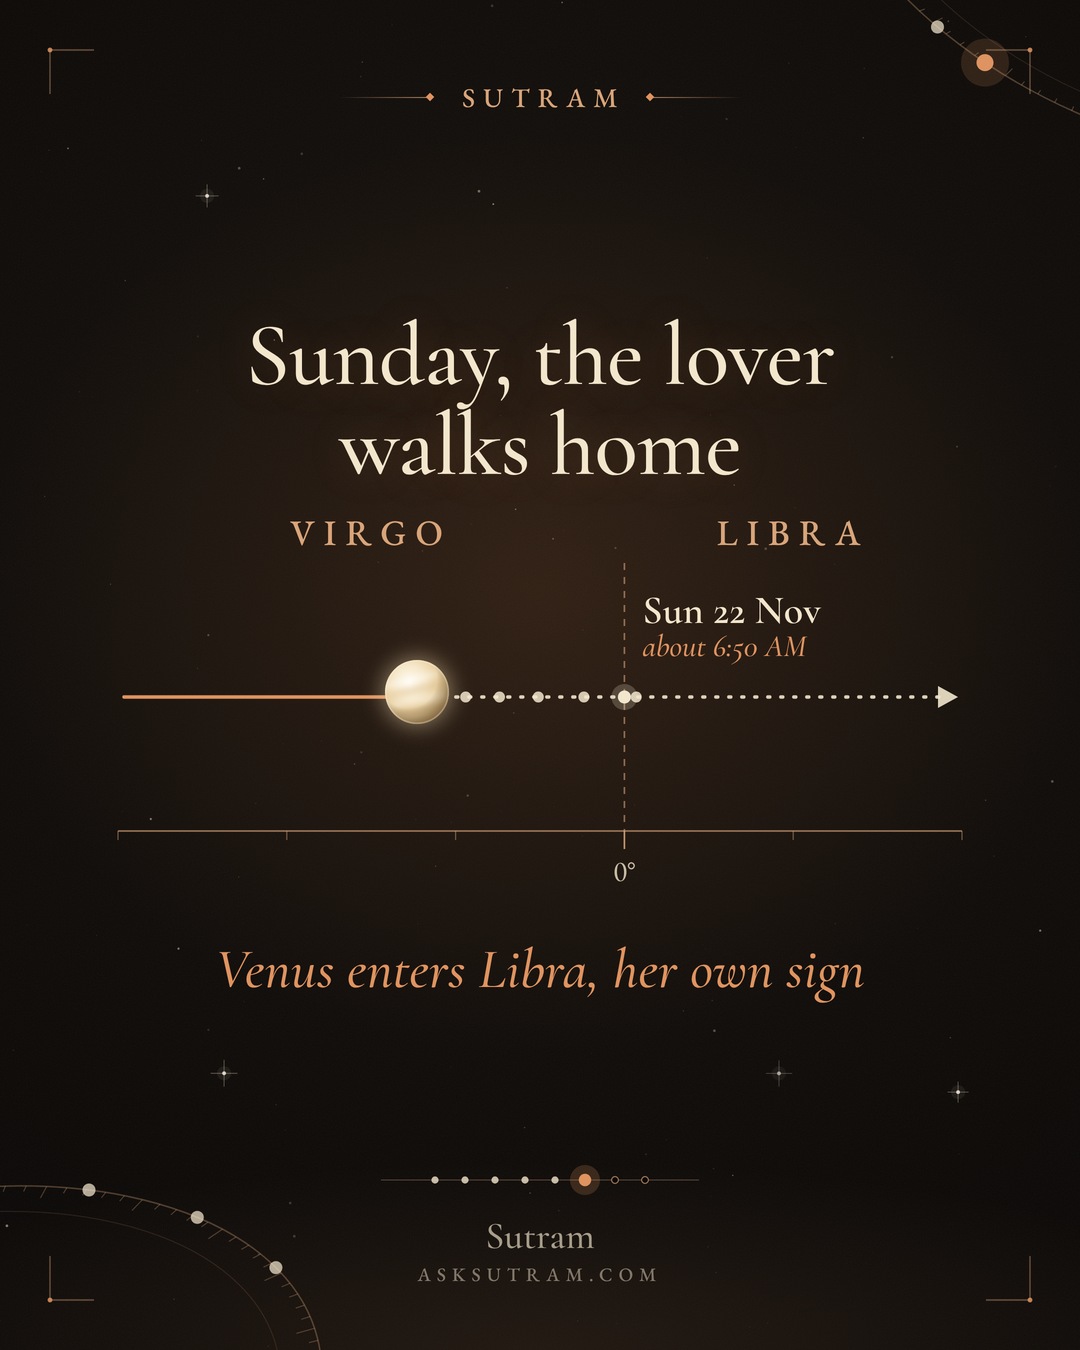 SUTRAM
Sunday, the lover
walks home
VIRGO LIBRA
Sun 22 Nov
about 6:50 AM
0°
Venus enters Libra, her own sign
Sutram
ASKSUTRAM.COM